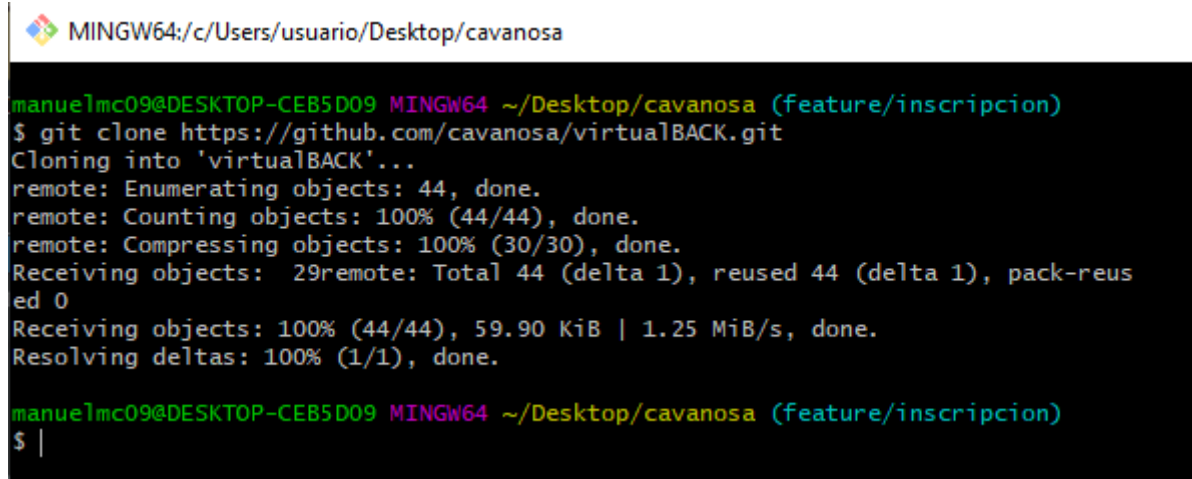 MINGW64:/c/Users/usuario/Desktop/cavanosa
manuelmc09@DESKTOP-CEB5D09 MINGW64 ~/Desktop/cavanosa (feature/inscripcion)
$ git clone https://github.com/cavanosa/virtualBACK.git
Cloning into 'virtualBACK'...
remote: Enumerating objects: 44, done.
remote: Counting objects: 100% (44/44), done.
remote: Compressing objects: 100% (30/30), done.
Receiving objects:  29remote: Total 44 (delta 1), reused 44 (delta 1), pack-reus
ed 0
Receiving objects: 100% (44/44), 59.90 KiB | 1.25 MiB/s, done.
Resolving deltas: 100% (1/1), done.
manuelmc09@DESKTOP-CEB5D09 MINGW64 ~/Desktop/cavanosa (feature/inscripcion)
$